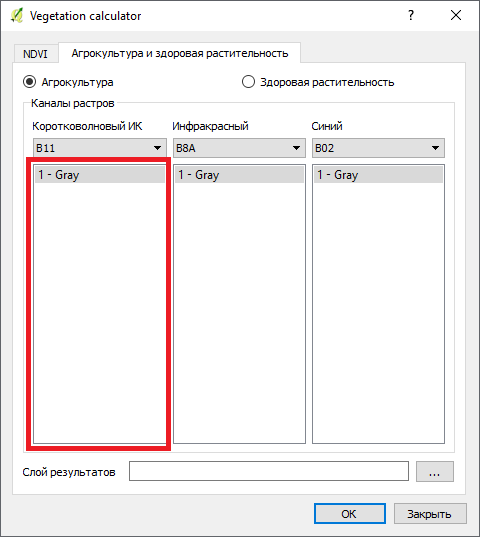 Vegetation calculator
NDVI Агрокультура и здоровая растительность
Агрокультура Здоровая растительность
Каналы растров
Коротковолновый ИК Инфракрасный Синий
B11 B8A B02
1 - Gray 1 - Gray 1 - Gray
Слой результатов ...
OK Закрыть